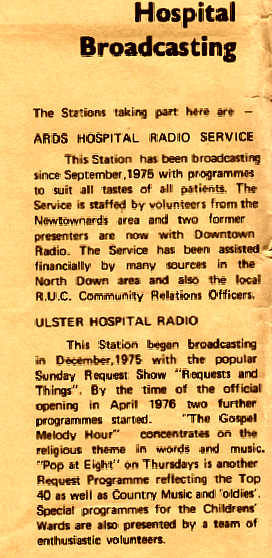 Hospital
Broadcasting
The Stations taking part here are —
ARDS HOSPITAL RADIO SERVICE
This Station has been broadcasting
since September,1975 with programmes
to suit all tastes of all patients. The
Service is staffed by volunteers from the
Newtownards area and two former
presenters are now with Downtown
Radio. The Service has been assisted
financially by many sources in the
North Down area and also the local
R.U.C. Community Relations Officers.
ULSTER HOSPITAL RADIO
This Station began broadcasting
in December,1975 with the popular
Sunday Request Show "Requests and
Things". By the time of the official
opening in April 1976 two further
programmes started. "The Gospel
Melody Hour" concentrates on the
religious theme in words and music.
"Pop at Eight" on Thursdays is another
Request Programme reflecting the Top
40 as well as Country Music and 'oldies'.
Special programmes for the Childrens'
Wards are also presented by a team of
enthusiastic volunteers.